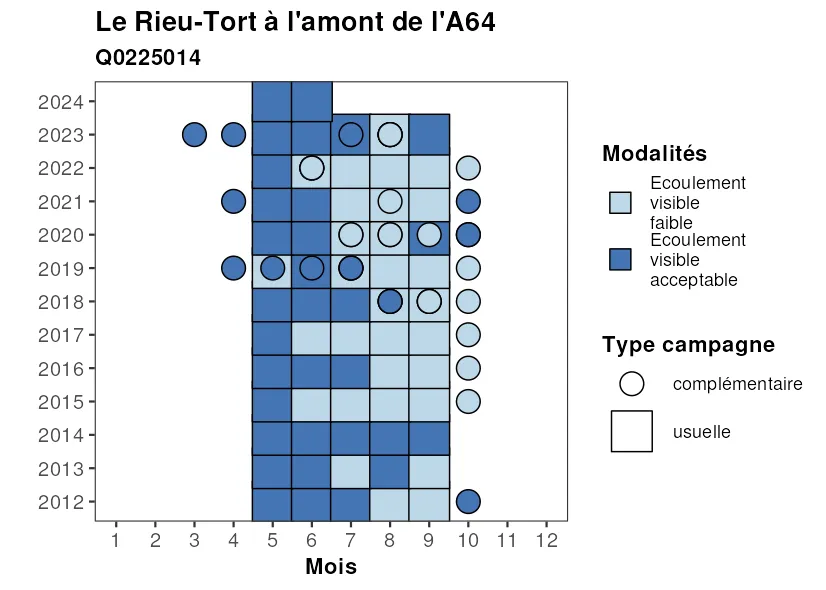 Le Rieu-Tort à l'amont de l'A64
Q0225014
2024
2023
2022
2021
2020
2019
2018
2017
2016
2015
2014
2013
2012
1 2 3 4 5 6 7 8 9 10 11 12
Mois
Modalités
Ecoulement
visible
faible
Ecoulement
visible
acceptable
Type campagne
complémentaire
usuelle